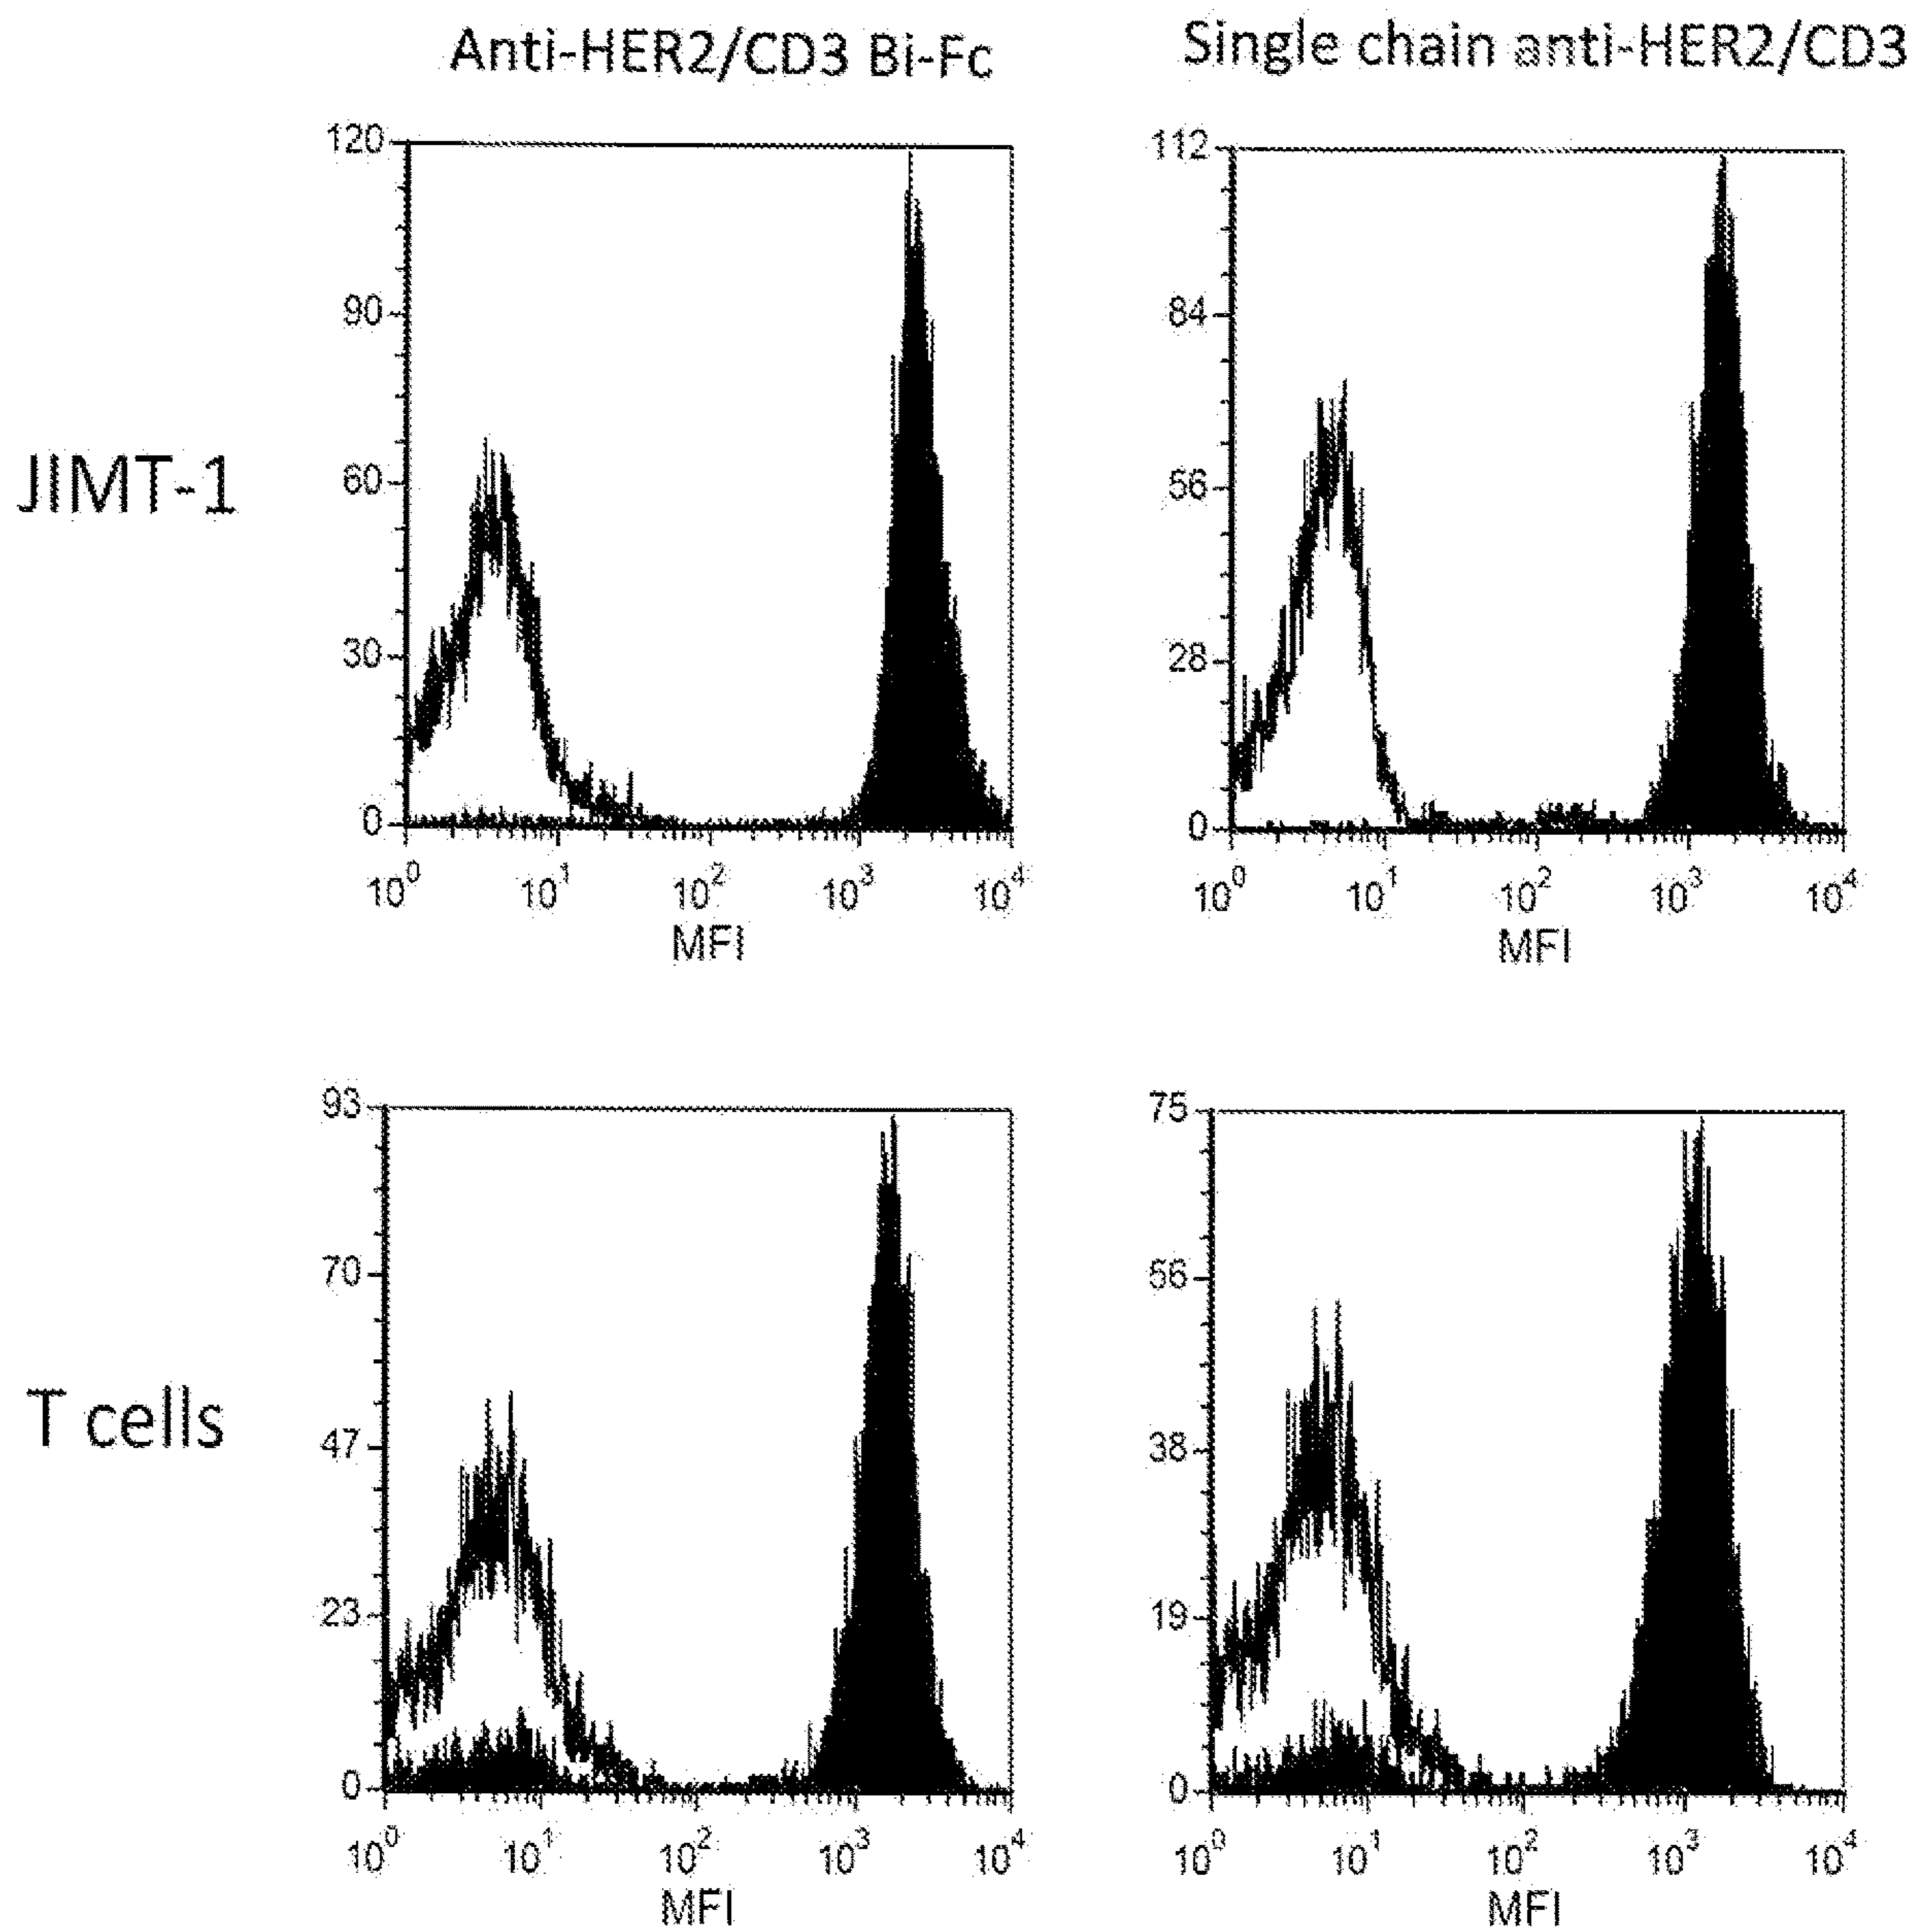 Anti-HER2/CD3 Bi-Fc
Single chain anti-HER2/CD3
JIMT-1
120
90
60
30
0
10⁰ 10¹ 10² 10³ 10⁴
MFI
112
84
56
28
0
10⁰ 10¹ 10² 10³ 10⁴
MFI
T cells
93
70
47
23
0
10⁰ 10¹ 10² 10³ 10⁴
MFI
75
56
38
19
0
10⁰ 10¹ 10² 10³ 10⁴
MFI